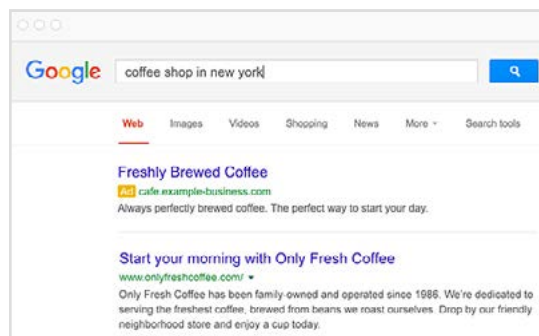 Google coffee shop in new york
Web Images Videos Shopping News More Search tools
Freshly Brewed Coffee
Ad cafe.example-business.com
Always perfectly brewed coffee. The perfect way to start your day.
Start your morning with Only Fresh Coffee
www.onlyfreshcoffee.com/
Only Fresh Coffee has been family-owned and operated since 1986. We're dedicated to
serving the freshest coffee, brewed from beans we roast ourselves. Drop by our friendly
neighborhood store and enjoy a cup today.